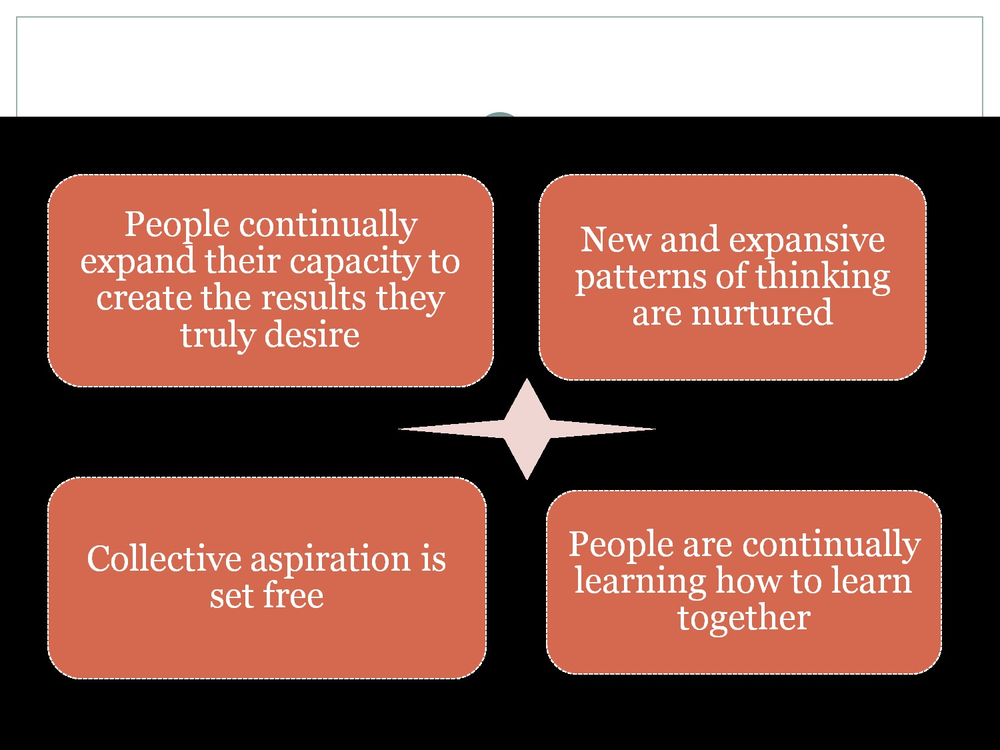 People continually
expand their capacity to
create the results they
truly desire
New and expansive
patterns of thinking
are nurtured
Collective aspiration is
set free
People are continually
learning how to learn
together